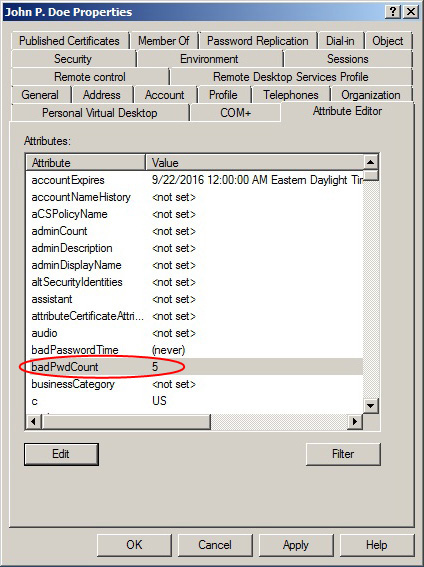 John P. Doe Properties
Published Certificates Member Of Password Replication Dial-in Object
Security Environment Sessions
Remote control Remote Desktop Services Profile
General Address Account Profile Telephones Organization
Personal Virtual Desktop COM+ Attribute Editor
Attributes:
Attribute Value
accountExpires 9/22/2016 12:00:00 AM Eastern Daylight Tim
accountNameHistory <not set>
aCSPolicyName <not set>
adminCount <not set>
adminDescription <not set>
adminDisplayName <not set>
altSecurityIdentities <not set>
assistant <not set>
attributeCertificateAttri... <not set>
audio <not set>
badPasswordTime (never)
badPwdCount 5
businessCategory <not set>
c US
Edit Filter
OK Cancel Apply Help